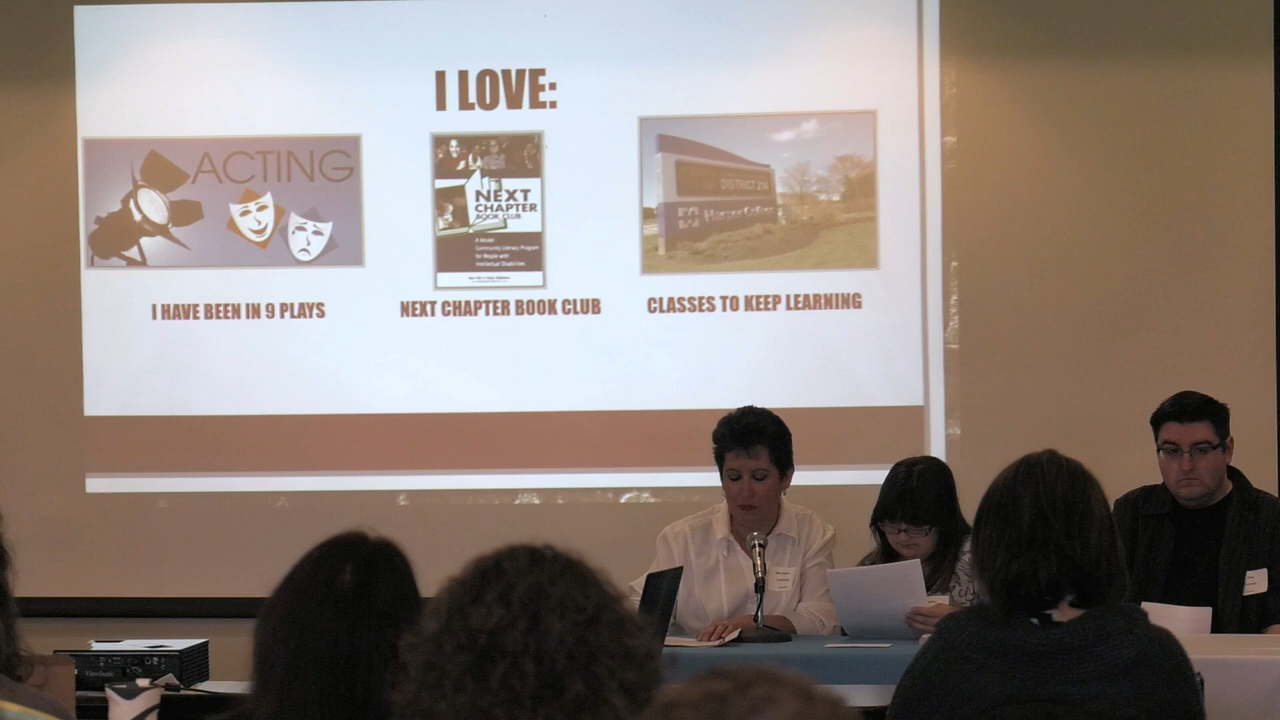 I LOVE:
ACTING
NEXT
CHAPTER
BOOK CLUB
A Model
Community Literacy Program
for People with
Intellectual Disabilities
DISTRICT 214
Harper College
I HAVE BEEN IN 9 PLAYS
NEXT CHAPTER BOOK CLUB
CLASSES TO KEEP LEARNING
ViewSonic